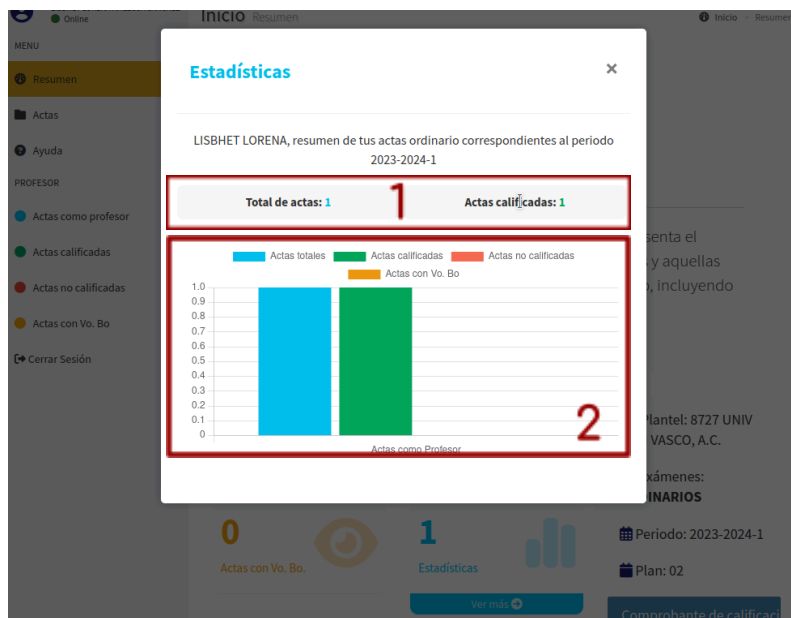 Online
Inicio Resumen
Inicio
Resumen
MENU
Resumen
Actas
Ayuda
PROFESOR
Actas como profesor
Actas calificadas
Actas no calificadas
Actas con Vo. Bo
Cerrar Sesión
Estadísticas
×
LISBHET LORENA, resumen de tus actas ordinario correspondientes al periodo
2023-2024-1
Total de actas: 1
1
Actas calificadas: 1
Actas totales
Actas calificadas
Actas no calificadas
Actas con Vo. Bo
1.0
0.9
0.8
0.7
0.6
0.5
0.4
0.3
0.2
0.1
0
2
Actas como Profesor
senta el
y aquellas
, incluyendo
Plantel: 8727 UNIV
VASCO, A.C.
xámenes:
INARIOS
Periodo: 2023-2024-1
Plan: 02
Comprobante de calificaci
0
Actas con Vo. Bo.
1
Estadísticas
Ver más